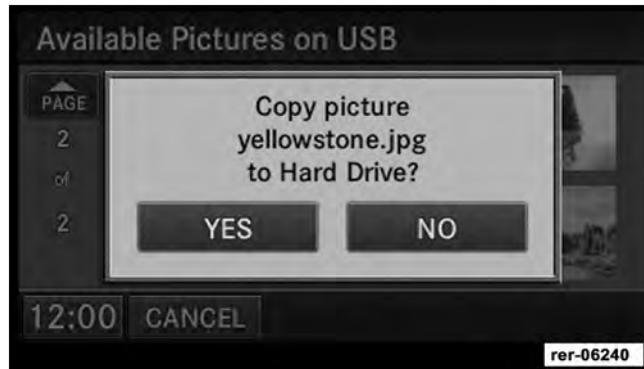 Available Pictures on USB
PAGE
2
of
2
Copy picture
yellowstone.jpg
to Hard Drive?
YES NO
12:00 CANCEL
rer-06240